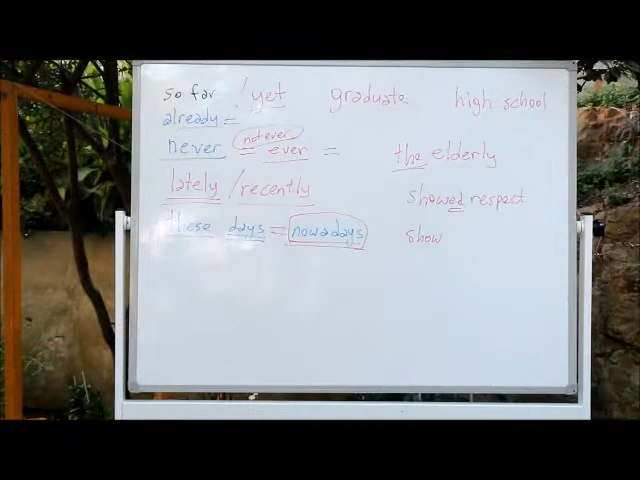 so far / yet graduate high school
already =
not ever
never = ever = the elderly
lately / recently showed respect
these days = nowadays show